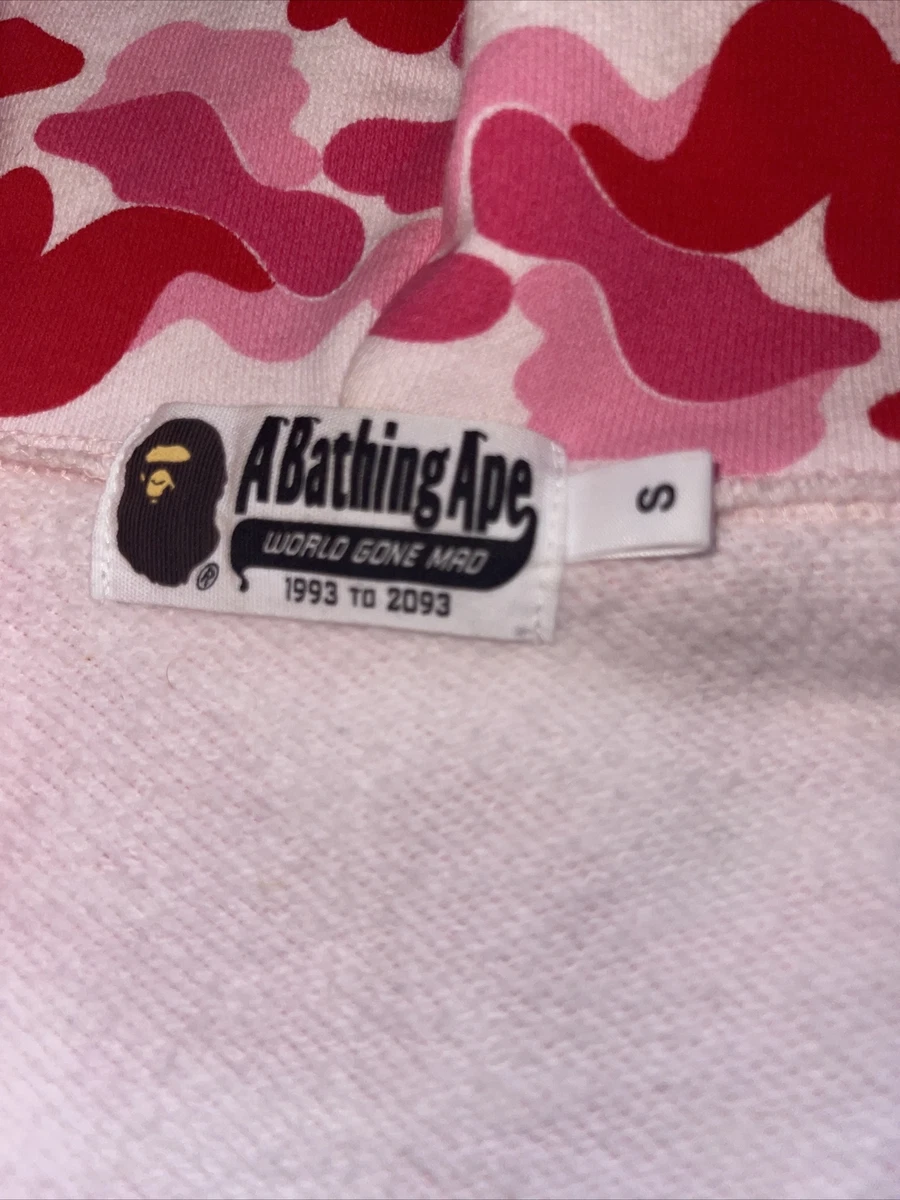 A Bathing Ape
WORLD GONE MAD
1993 TO 2093
®
S